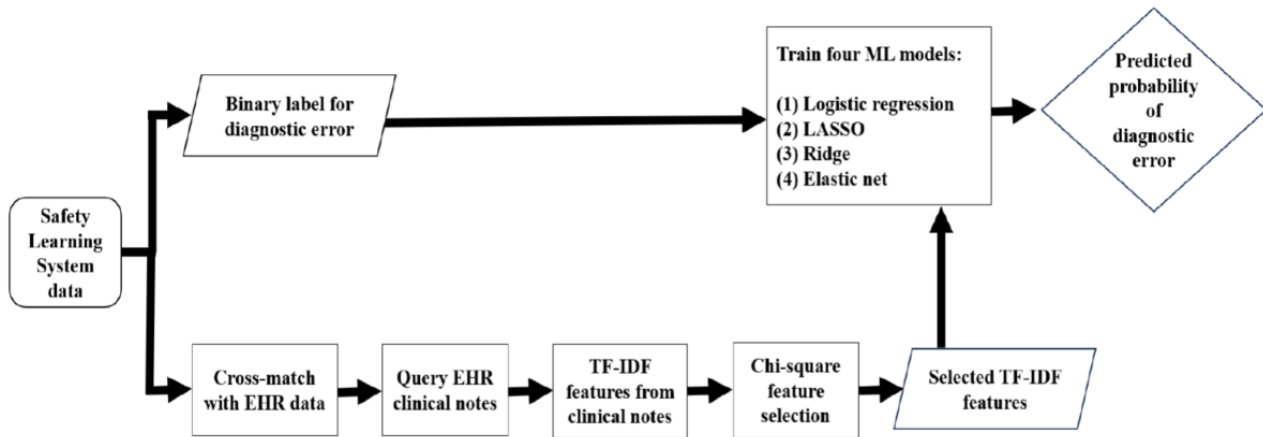 Safety
Learning
System
data
Binary label for
diagnostic error
Cross-match
with EHR data
Query EHR
clinical notes
TF-IDF
features from
clinical notes
Chi-square
feature
selection
Selected TF-IDF
features
Train four ML models:
(1) Logistic regression
(2) LASSO
(3) Ridge
(4) Elastic net
Predicted
probability
of
diagnostic
error